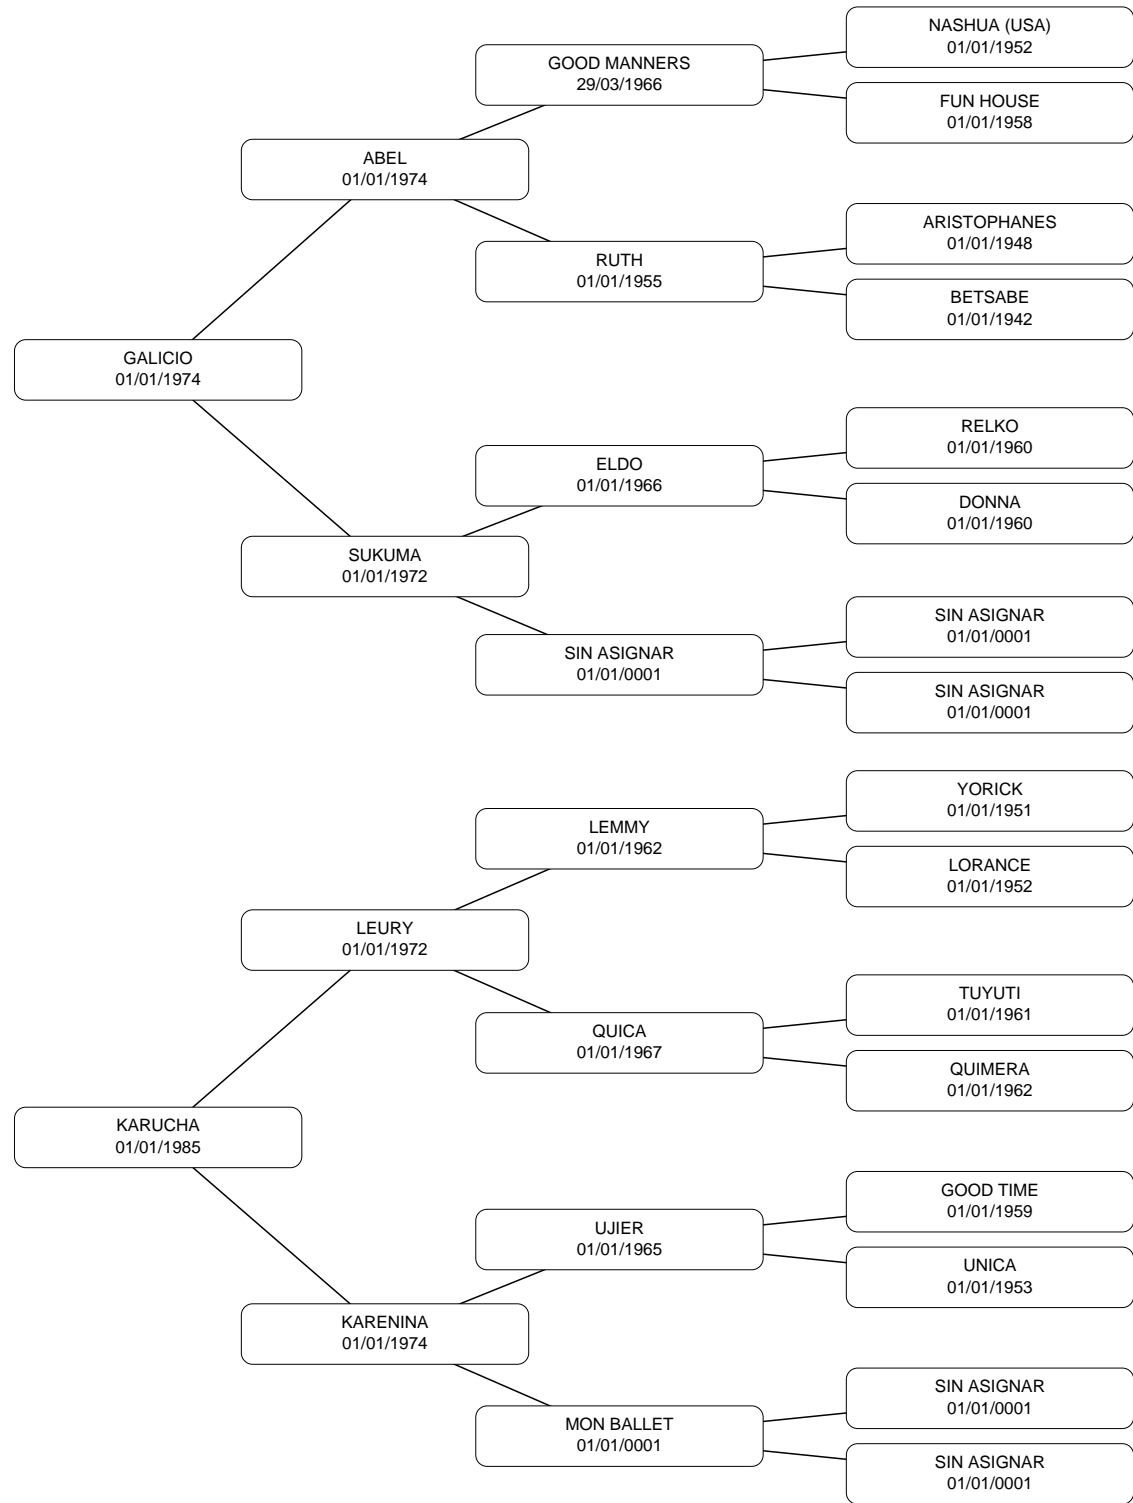 NASHUA (USA)
01/01/1952
GOOD MANNERS
29/03/1966
FUN HOUSE
01/01/1958
ABEL
01/01/1974
ARISTOPHANES
01/01/1948
RUTH
01/01/1955
BETSABE
01/01/1942
GALICIO
01/01/1974
RELKO
01/01/1960
ELDO
01/01/1966
DONNA
01/01/1960
SUKUMA
01/01/1972
SIN ASIGNAR
01/01/0001
SIN ASIGNAR
01/01/0001
SIN ASIGNAR
01/01/0001
YORICK
01/01/1951
LEMMY
01/01/1962
LORANCE
01/01/1952
LEURY
01/01/1972
TUYUTI
01/01/1961
QUICA
01/01/1967
QUIMERA
01/01/1962
KARUCHA
01/01/1985
GOOD TIME
01/01/1959
UJIER
01/01/1965
UNICA
01/01/1953
KARENINA
01/01/1974
SIN ASIGNAR
01/01/0001
MON BALLET
01/01/0001
SIN ASIGNAR
01/01/0001